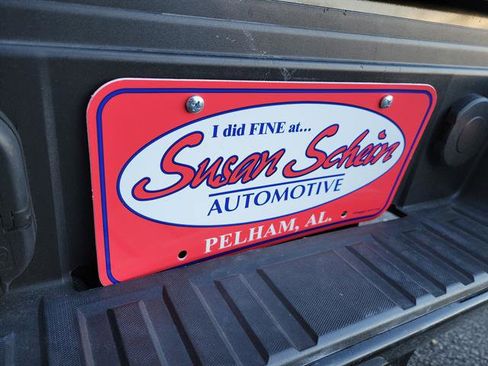 I did FINE at...
Susan Schein
AUTOMOTIVE
PELHAM, AL.